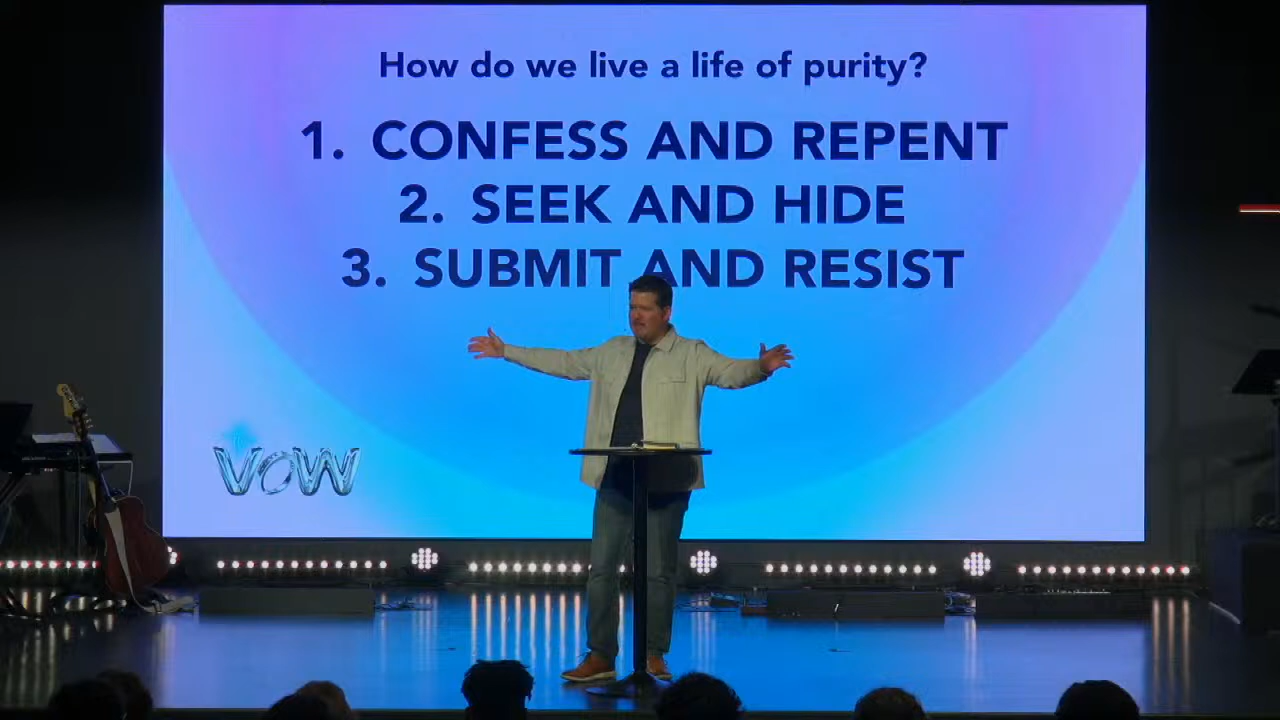 How do we live a life of purity?
1. CONFESS AND REPENT
2. SEEK AND HIDE
3. SUBMIT AND RESIST
VOW